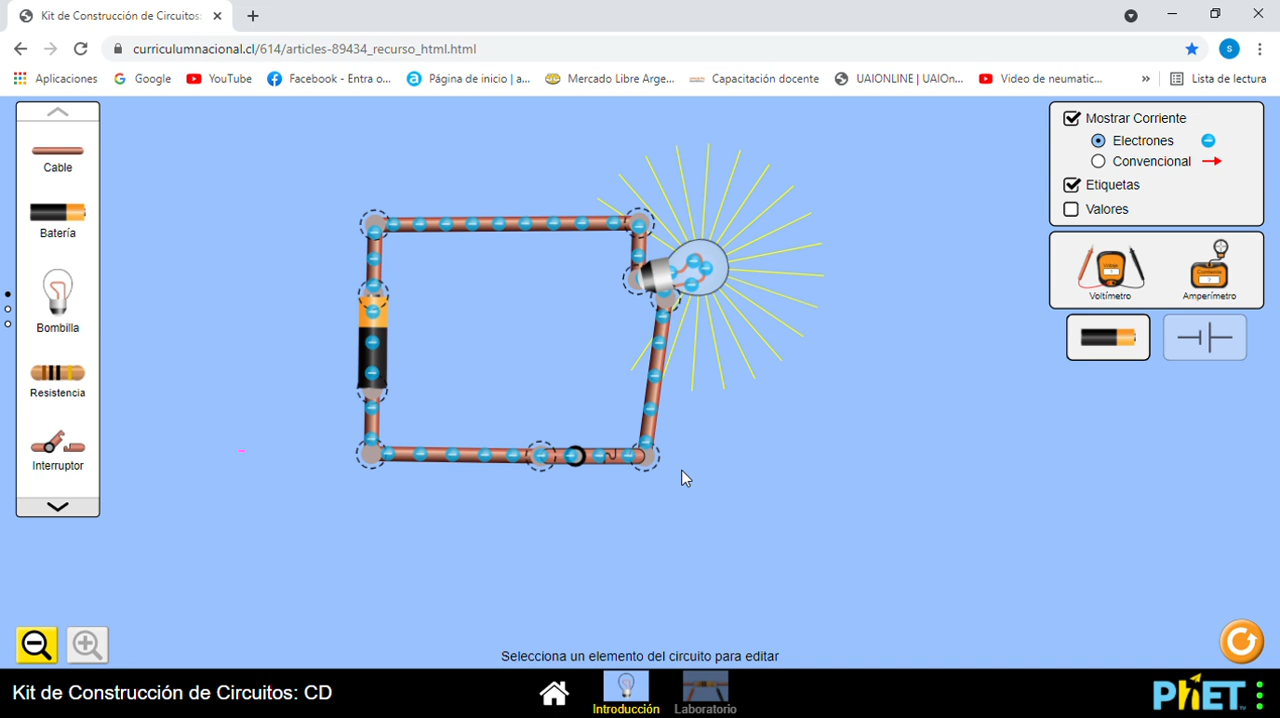 Kit de Construcción de Circuitos:
curriculumnacional.cl/614/articles-89434_recurso_html.html
S
Aplicaciones
Google
YouTube
Facebook - Entra o...
Página de inicio | a...
Mercado Libre Arge...
Capacitación docente
UAIONLINE | UAIOn...
Video de neumatic...
»
Lista de lectura
Cable
Batería
Bombilla
Resistencia
Interruptor
Mostrar Corriente
Electrones
Convencional
Etiquetas
Valores
Voltímetro
Amperímetro
Selecciona un elemento del circuito para editar
Kit de Construcción de Circuitos: CD
Introducción
Laboratorio
PhET